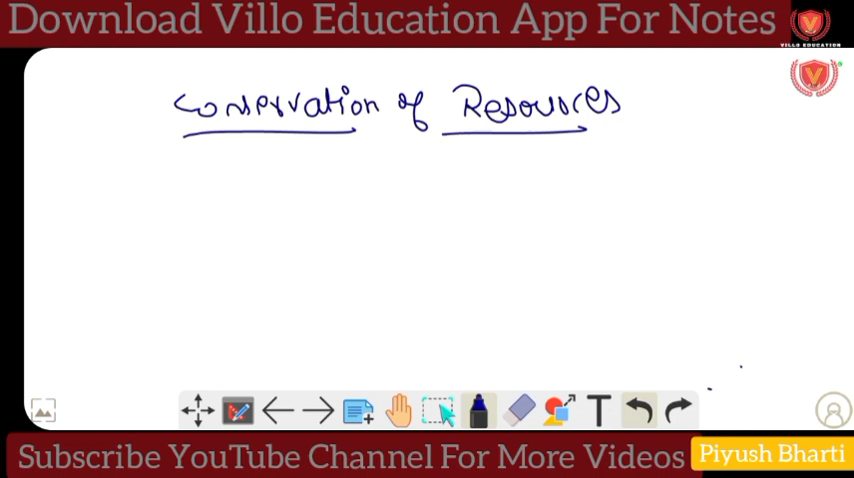 Download Villo Education App For Notes
VILLO EDUCATION
Conservation of Resources
T
Subscribe YouTube Channel For More Videos
Piyush Bharti